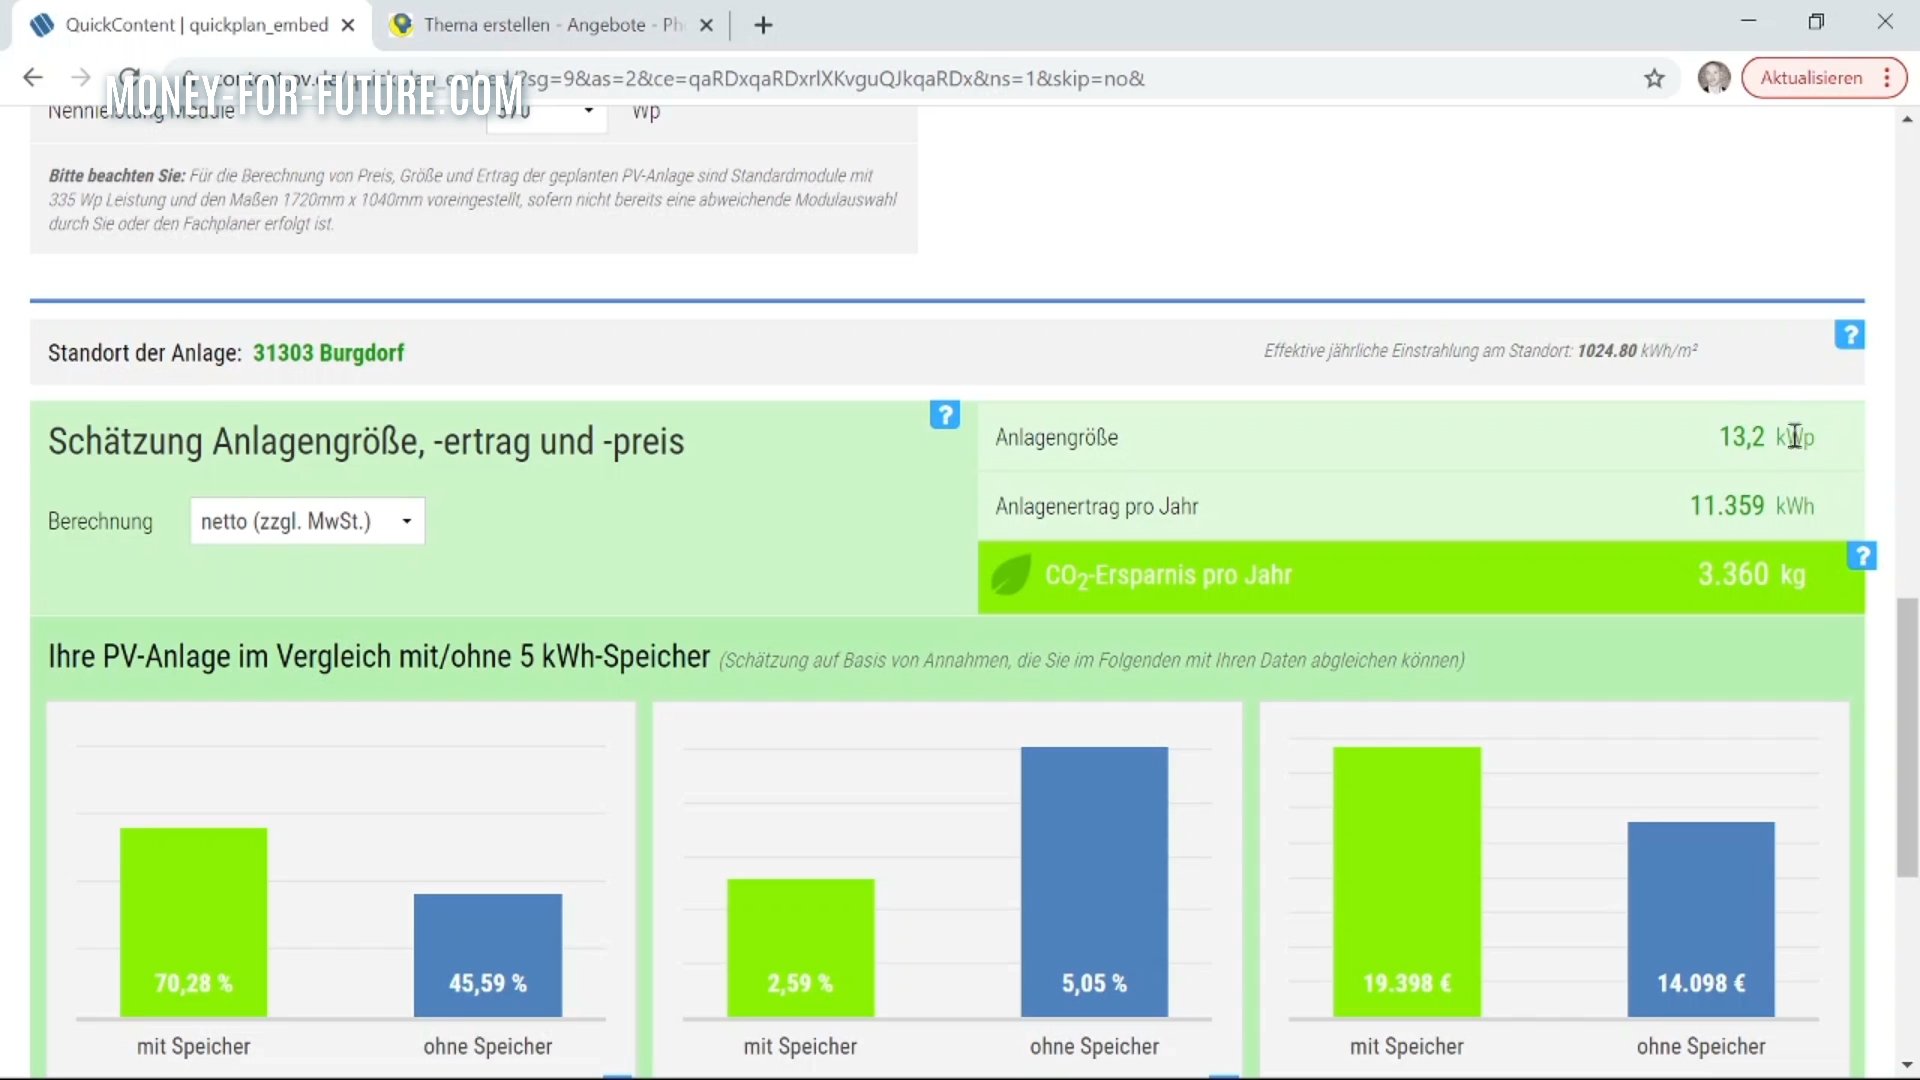 QuickContent | quickplan_embed
Thema erstellen - Angebote - Ph
?sg=9&as=2&ce=qaRDxqaRDxrlXKvguQJkqaRDx&ns=1&skip=no&
Aktualisieren
MONEY-FOR-FUTURE.COM
Nennleistung Module 370 Wp
Bitte beachten Sie: Für die Berechnung von Preis, Größe und Ertrag der geplanten PV-Anlage sind Standardmodule mit
335 Wp Leistung und den Maßen 1720mm x 1040mm voreingestellt, sofern nicht bereits eine abweichende Modulauswahl
durch Sie oder den Fachplaner erfolgt ist.
Standort der Anlage: 31303 Burgdorf
Effektive jährliche Einstrahlung am Standort: 1024.80 kWh/m²
?
Schätzung Anlagengröße, -ertrag und -preis
?
Berechnung netto (zzgl. MwSt.)
Anlagengröße 13,2 kWp
Anlagenertrag pro Jahr 11.359 kWh
CO₂-Ersparnis pro Jahr 3.360 kg
?
Ihre PV-Anlage im Vergleich mit/ohne 5 kWh-Speicher (Schätzung auf Basis von Annahmen, die Sie im Folgenden mit Ihren Daten abgleichen können)
70,28 % 45,59 %
mit Speicher ohne Speicher
2,59 % 5,05 %
mit Speicher ohne Speicher
19.398 € 14.098 €
mit Speicher ohne Speicher